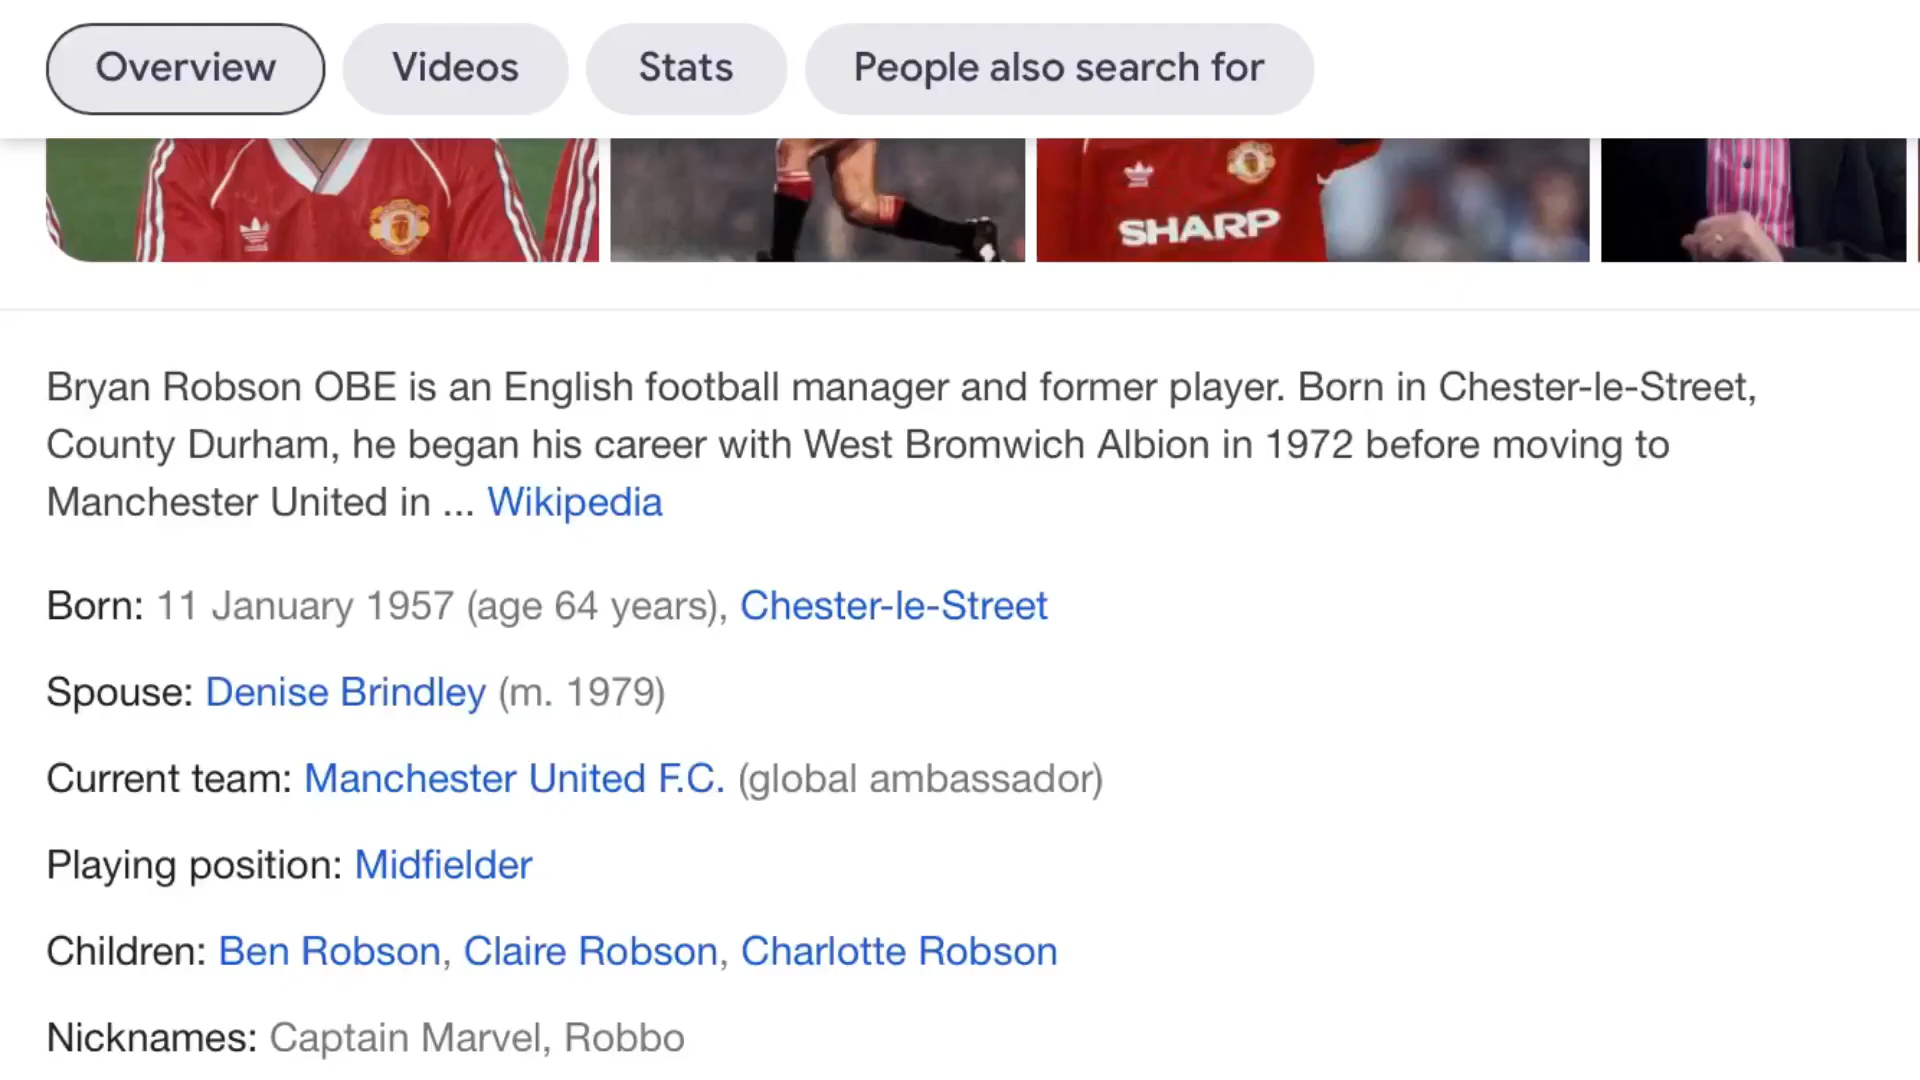 Overview
Videos
Stats
People also search for
SHARP
Bryan Robson OBE is an English football manager and former player. Born in Chester-le-Street,
County Durham, he began his career with West Bromwich Albion in 1972 before moving to
Manchester United in ... Wikipedia
Born: 11 January 1957 (age 64 years), Chester-le-Street
Spouse: Denise Brindley (m. 1979)
Current team: Manchester United F.C. (global ambassador)
Playing position: Midfielder
Children: Ben Robson, Claire Robson, Charlotte Robson
Nicknames: Captain Marvel, Robbo